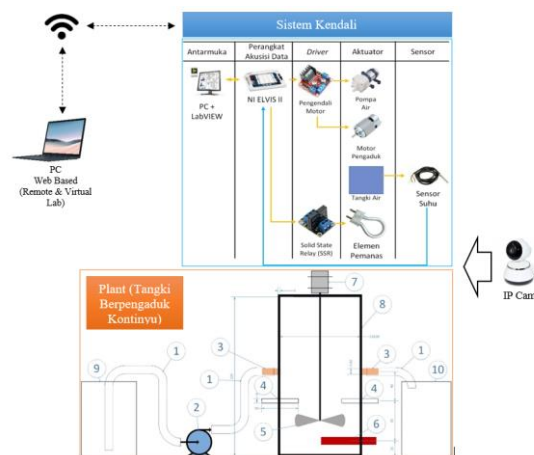 Sistem Kendali
Antarmuka
Perangkat
Akusisi Data
Driver
Aktuator
Sensor
PC +
LabVIEW
NI ELVIS II
Pengendali
Motor
Pompa
Air
Motor
Pengaduk
Tangki Air
Sensor
Suhu
Solid State
Relay (SSR)
Elemen
Pemanas
PC
Web Based
(Remote & Virtual
Lab)
IP Cam
Plant (Tangki
Berpengaduk
Kontinyu)
7
8
3
3
1
1
1
9
10
4
4
2
5
6